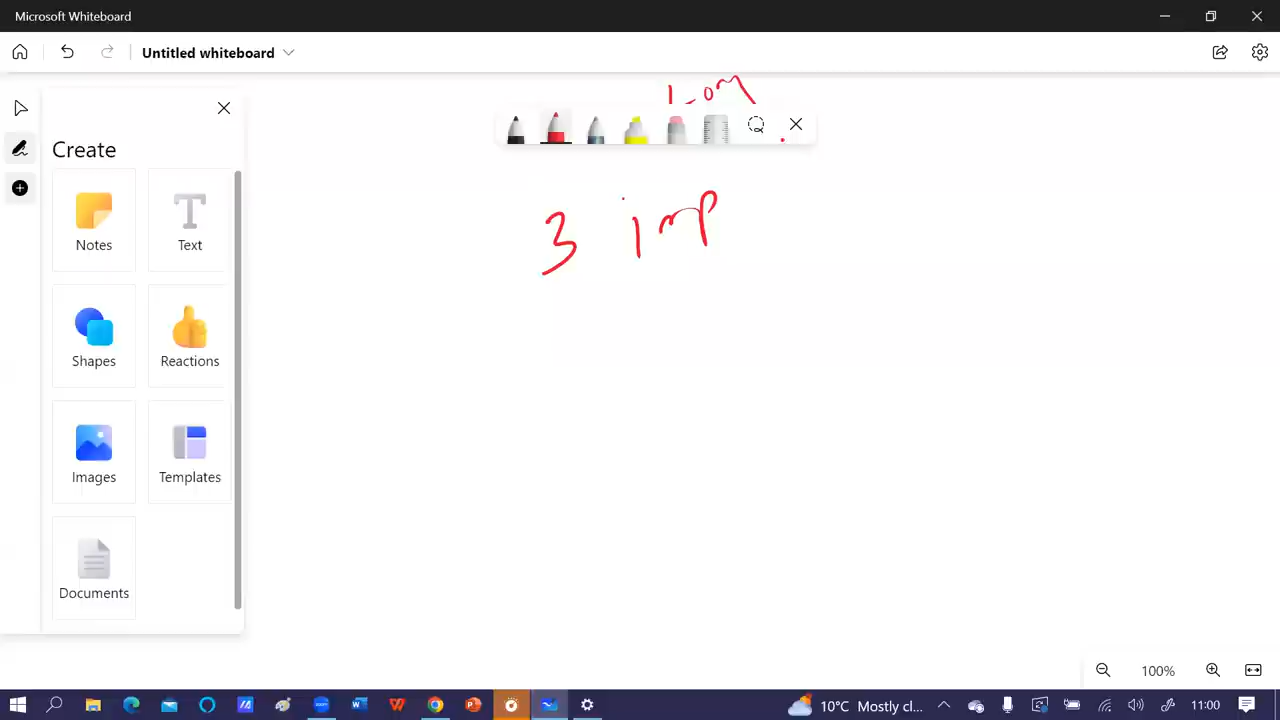 Microsoft Whiteboard
Untitled whiteboard
Create
Notes
Text
Shapes
Reactions
Images
Templates
Documents
3 imp
100%
10°C Mostly cl...
11:00